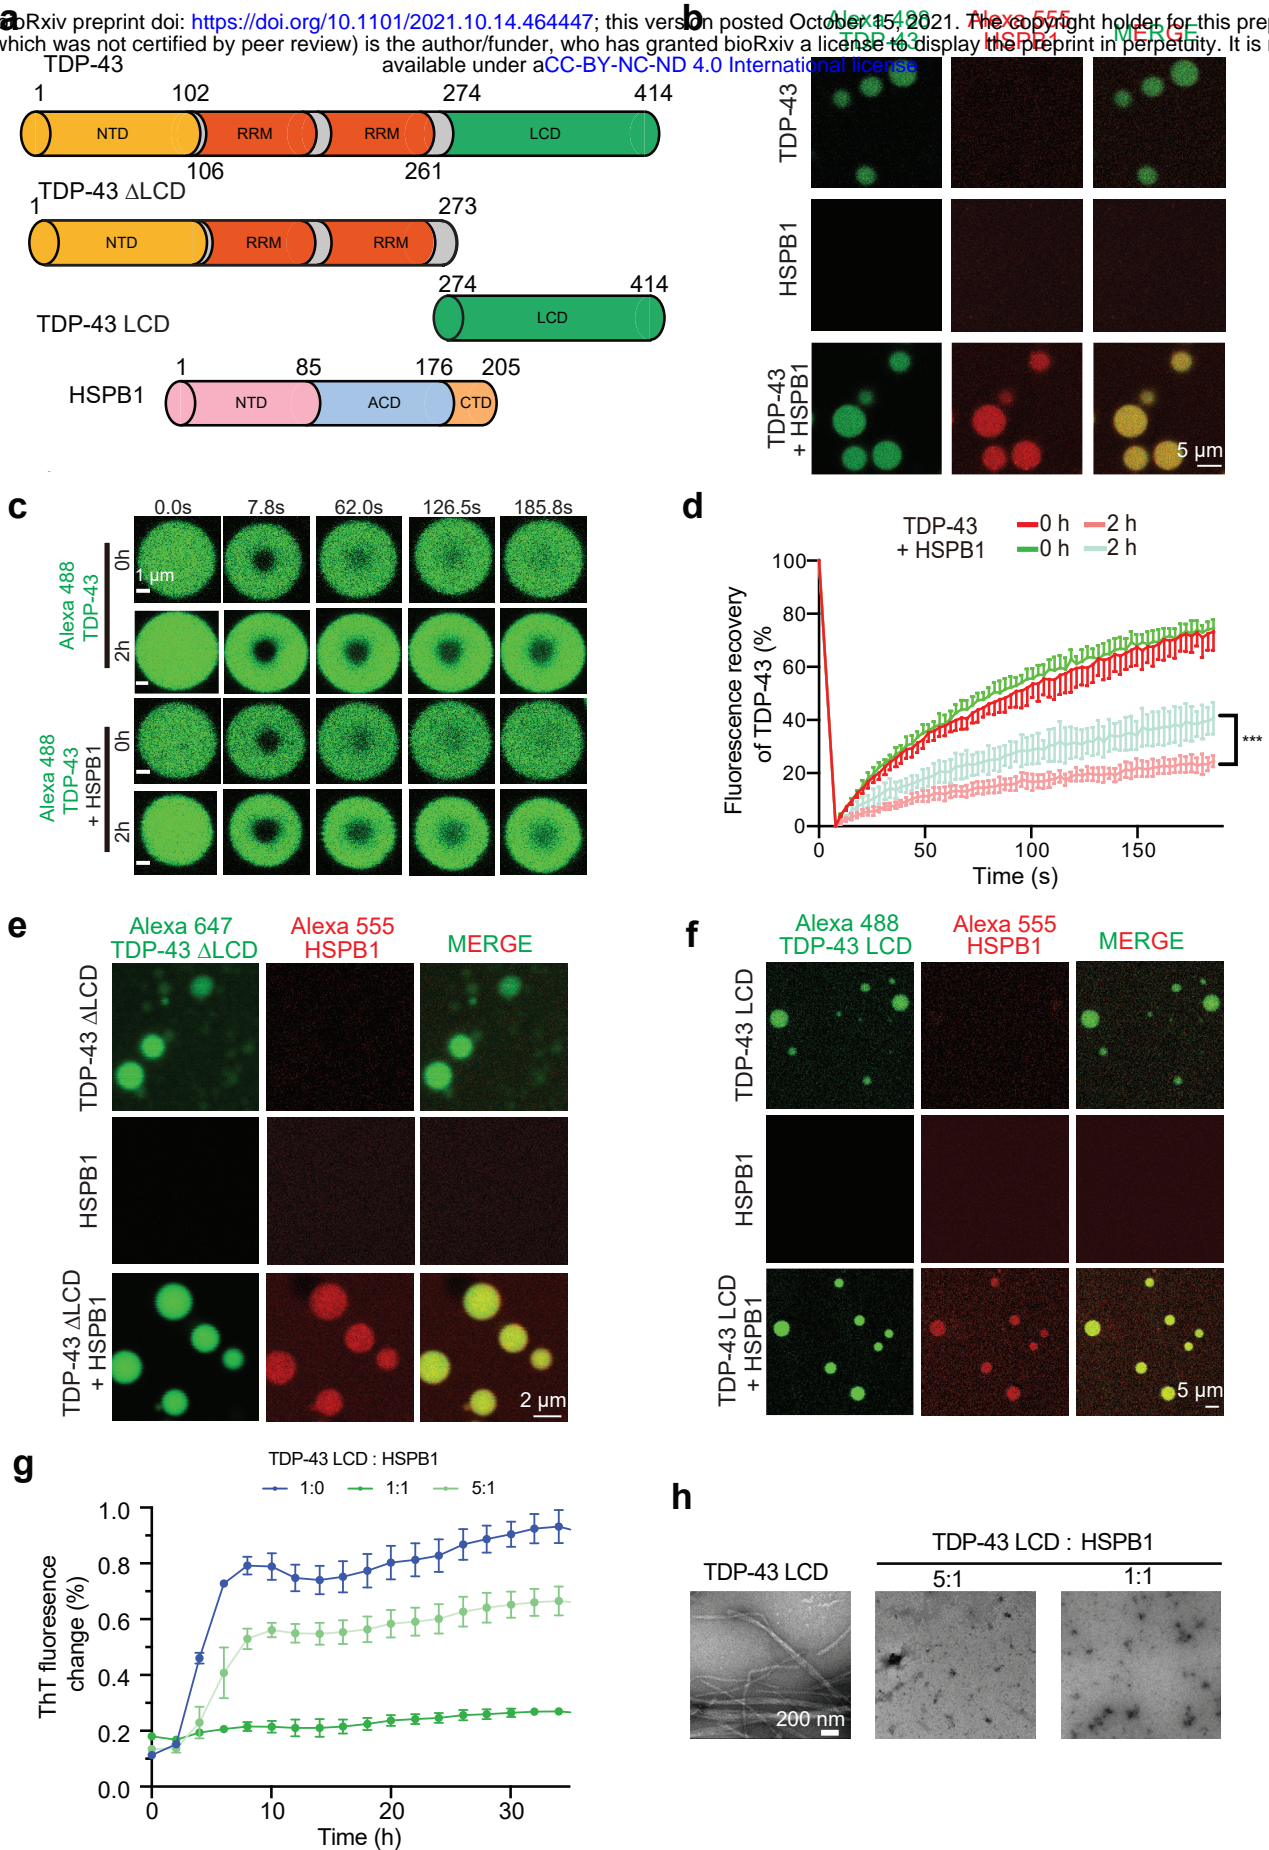 oRxiv preprint doi: https://doi.org/10.1101/2021.10.14.464447; this version posted October 15, 2021. The copyright holder for this prep
which was not certified by peer review) is the author/funder, who has granted bioRxiv a license to display the preprint in perpetuity. It is
available under aCC-BY-NC-ND 4.0 International license
a
TDP-43
1 102 274 414
NTD RRM RRM LCD
106 261
TDP-43 ΔLCD
1 273
NTD RRM RRM
274 414
TDP-43 LCD
LCD
1 85 176 205
HSPB1
NTD ACD CTD
b
Alexa 488 Alexa 555
TDP-43 HSPB1 MERGE
TDP-43
HSPB1
TDP-43
+ HSPB1
5 µm
c
0.0s 7.8s 62.0s 126.5s 185.8s
Alexa 488
TDP-43
0h
1 µm
2h
Alexa 488
TDP-43
+ HSPB1
0h
2h
d
TDP-43 0 h 2 h
+ HSPB1 0 h 2 h
Fluorescence recovery
of TDP-43 (%)
100
80
60
40
20
0
***
0 50 100 150
Time (s)
e
Alexa 647 Alexa 555
TDP-43 ΔLCD HSPB1 MERGE
TDP-43 ΔLCD
HSPB1
TDP-43 ΔLCD
+ HSPB1
2 µm
f
Alexa 488 Alexa 555
TDP-43 LCD HSPB1 MERGE
TDP-43 LCD
HSPB1
TDP-43 LCD
+ HSPB1
5 µm
g
TDP-43 LCD : HSPB1
1:0 1:1 5:1
ThT fluoresence
change (%)
1.0
0.8
0.6
0.4
0.2
0.0
0 10 20 30
Time (h)
h
TDP-43 LCD : HSPB1
TDP-43 LCD 5:1 1:1
200 nm